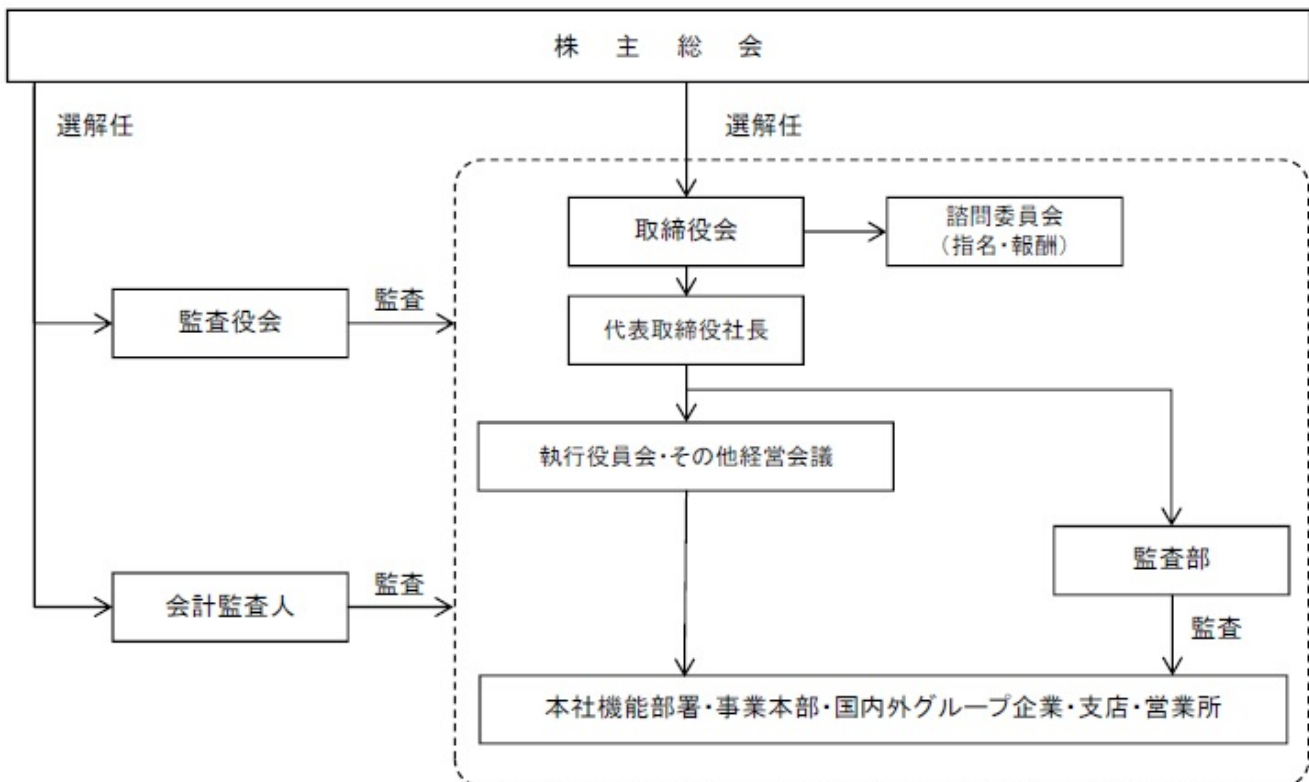 株 主 総 会
選解任
選解任
取締役会
諮問委員会
(指名・報酬)
監査役会
監査
代表取締役社長
執行役員会・その他経営会議
監査部
会計監査人
監査
監査
本社機能部署・事業本部・国内外グループ企業・支店・営業所